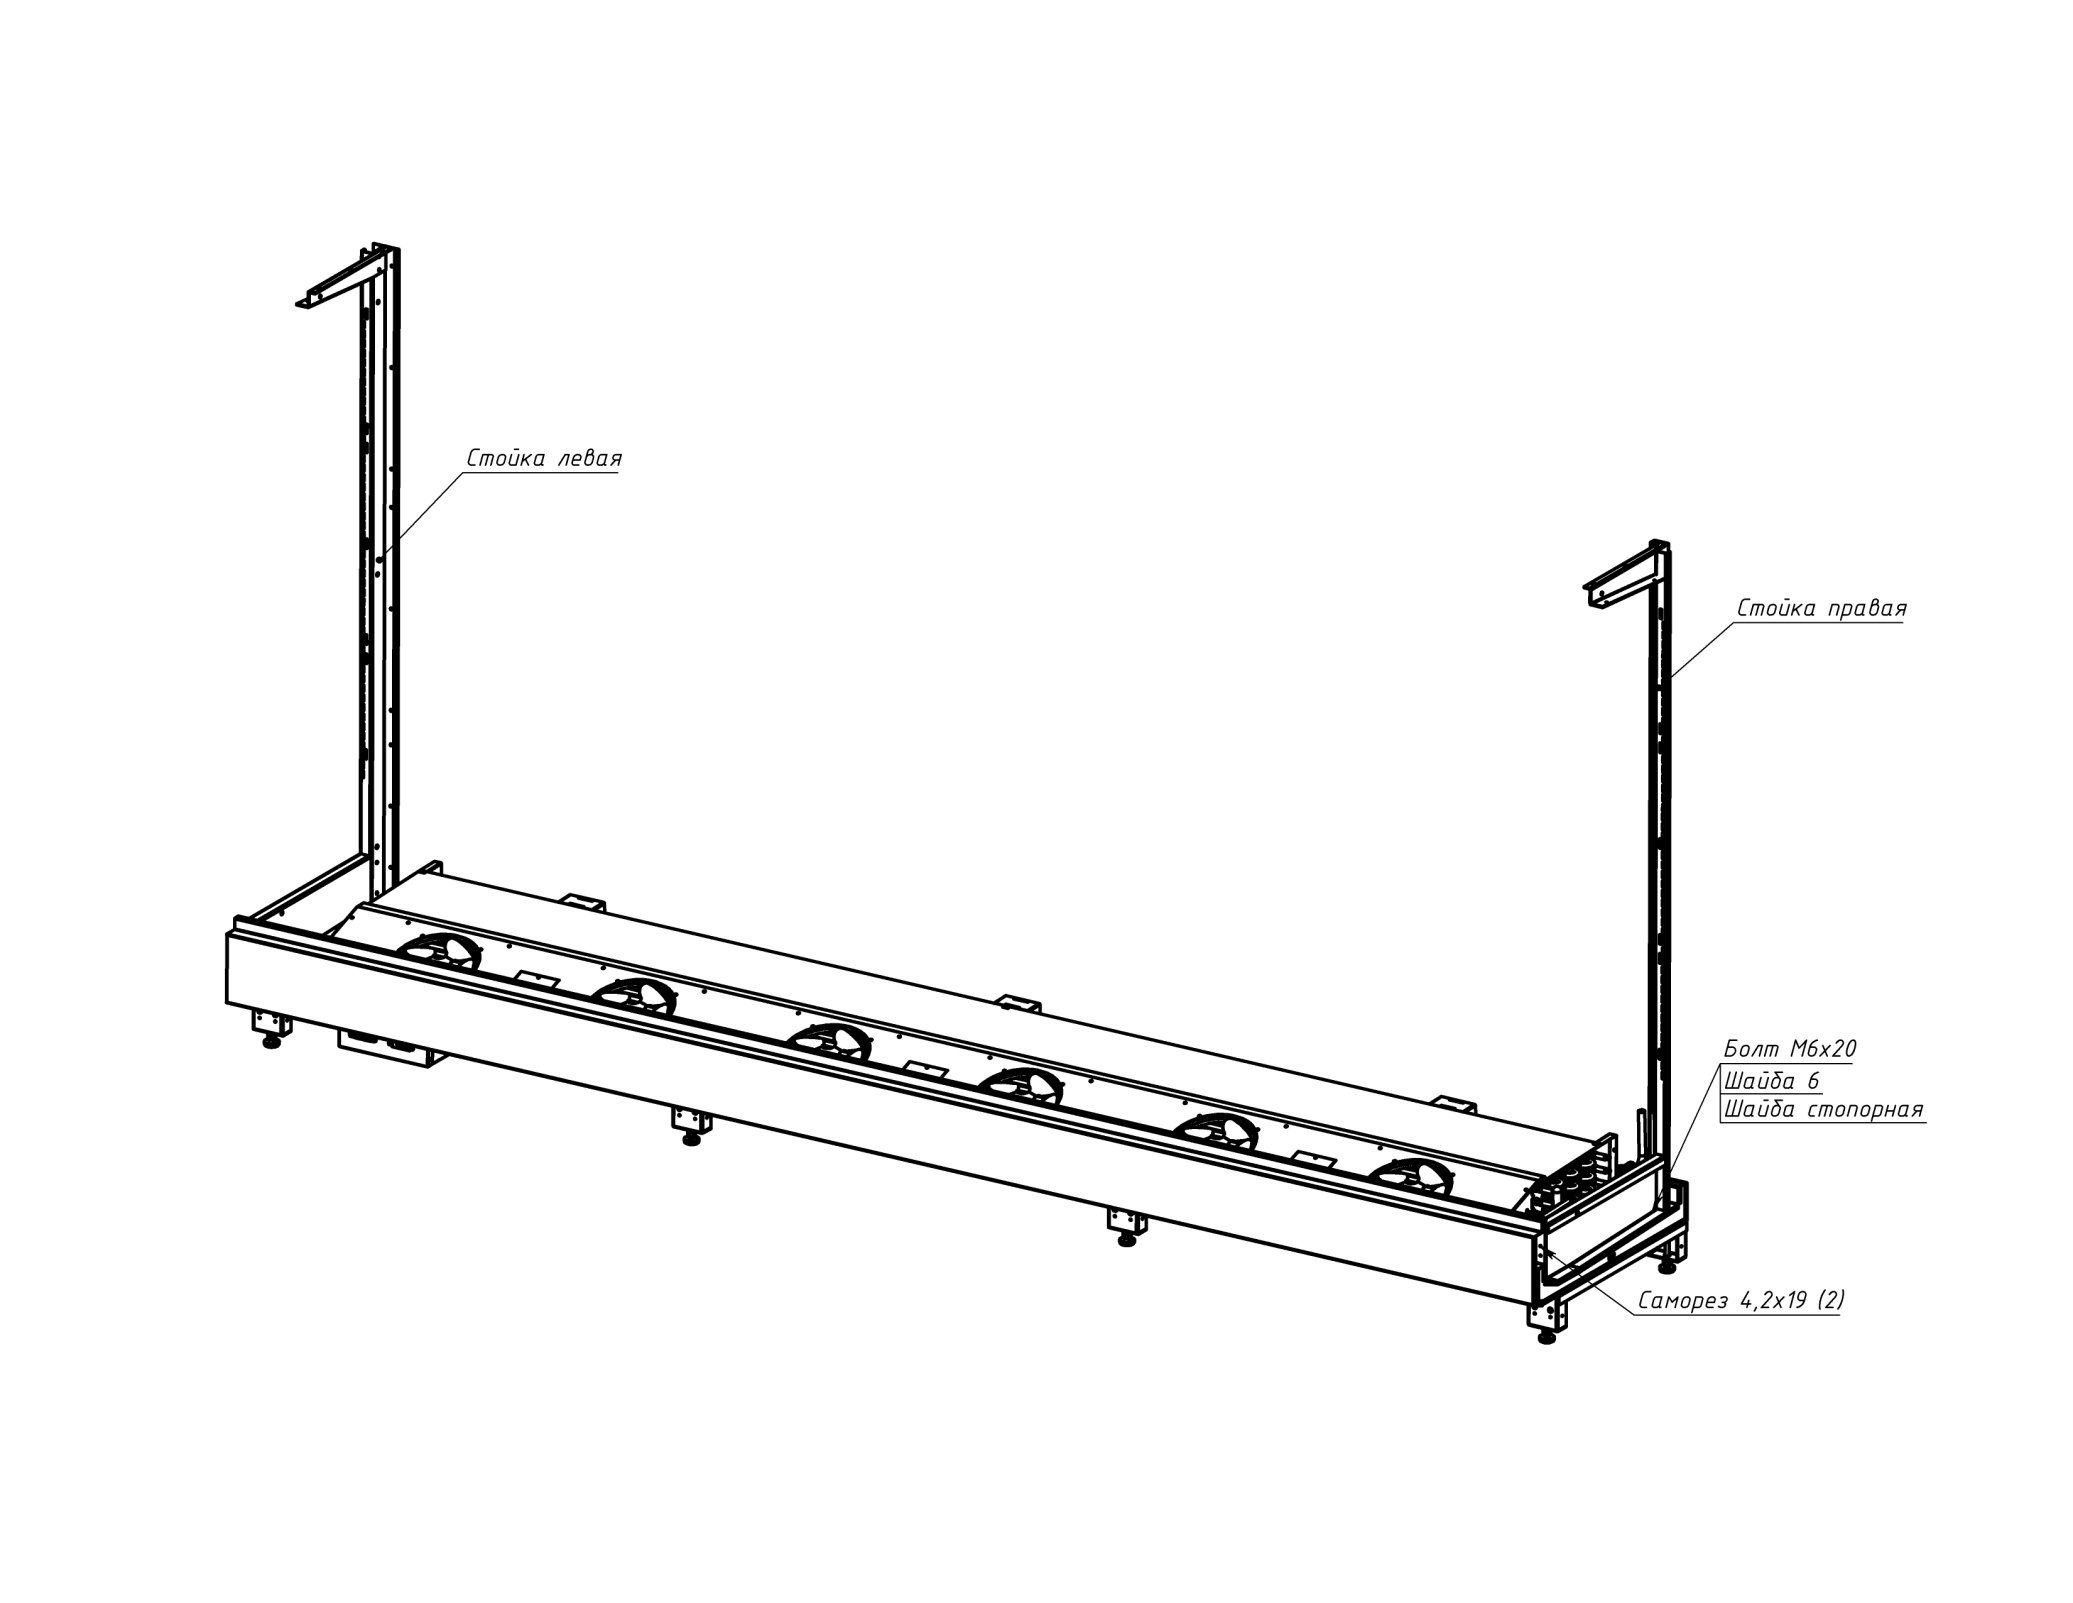 Стойка левая
Стойка правая
Болт М6х20
Шайба 6
Шайба стопорная
Саморез 4,2х19 (2)